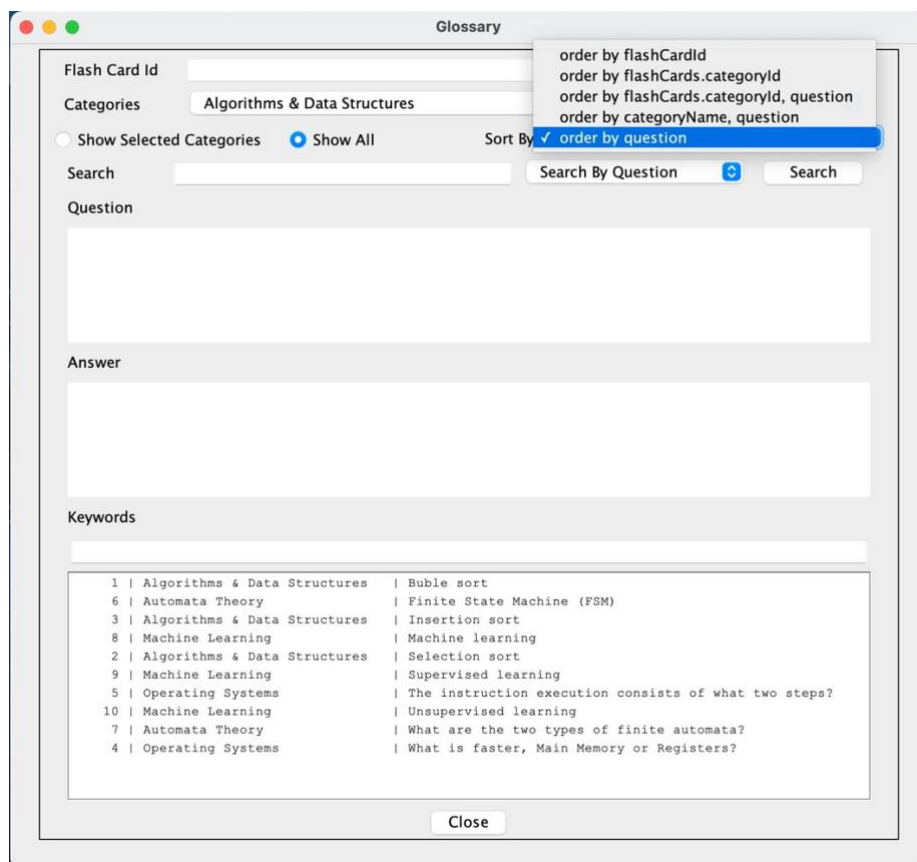 Glossary
Flash Card Id
order by flashCardId
order by flashCards.categoryId
order by flashCards.categoryId, question
order by categoryName, question
✓ order by question
Categories Algorithms & Data Structures
Show Selected Categories Show All Sort By
Search Search By Question Search
Question
Answer
Keywords
1 | Algorithms & Data Structures | Buble sort
6 | Automata Theory | Finite State Machine (FSM)
3 | Algorithms & Data Structures | Insertion sort
8 | Machine Learning | Machine learning
2 | Algorithms & Data Structures | Selection sort
9 | Machine Learning | Supervised learning
5 | Operating Systems | The instruction execution consists of what two steps?
10 | Machine Learning | Unsupervised learning
7 | Automata Theory | What are the two types of finite automata?
4 | Operating Systems | What is faster, Main Memory or Registers?
Close